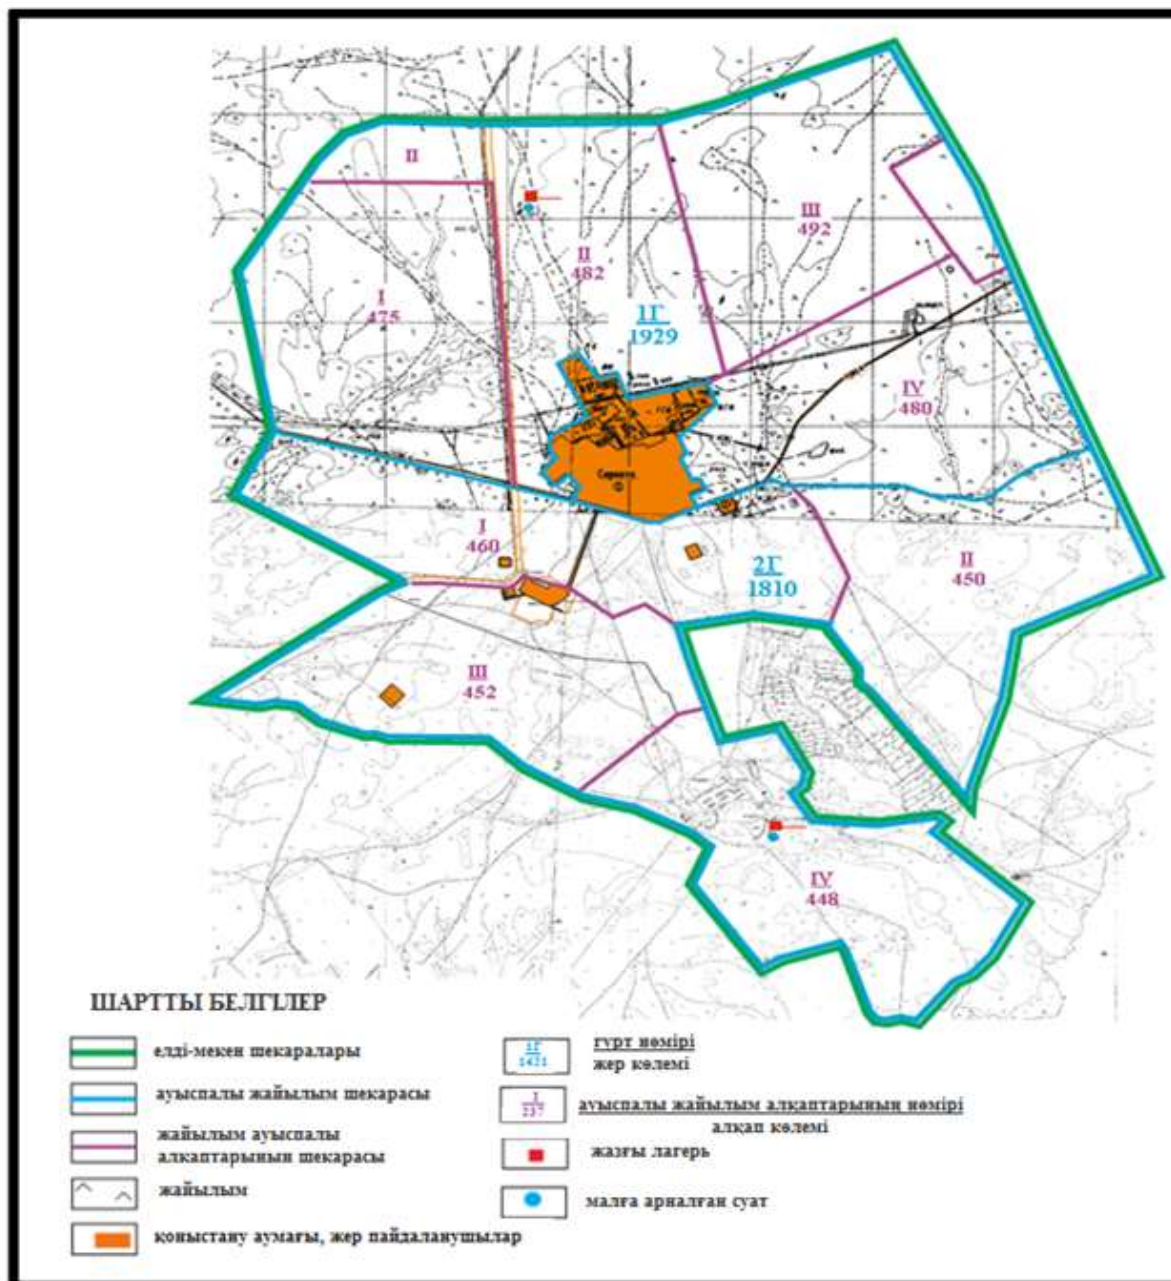 II
III
492
II
482
I
475
1Г
1929
IV
480
I
460
2Г
1810
II
450
III
452
IV
448
ШАРТТЫ БЕЛГІЛЕР
елді-мекен шекаралары
ауыспалы жайылым шекарасы
жайылым ауыспалы
алқаптарының шекарасы
жайылым
қоныстану аумағы, жер пайдаланушылар
1Г
1421
гурт нөмірі
жер көлемі
I
237
ауыспалы жайылым алқаптарының нөмірі
алқап көлемі
жазғы лагерь
малға арналған суат